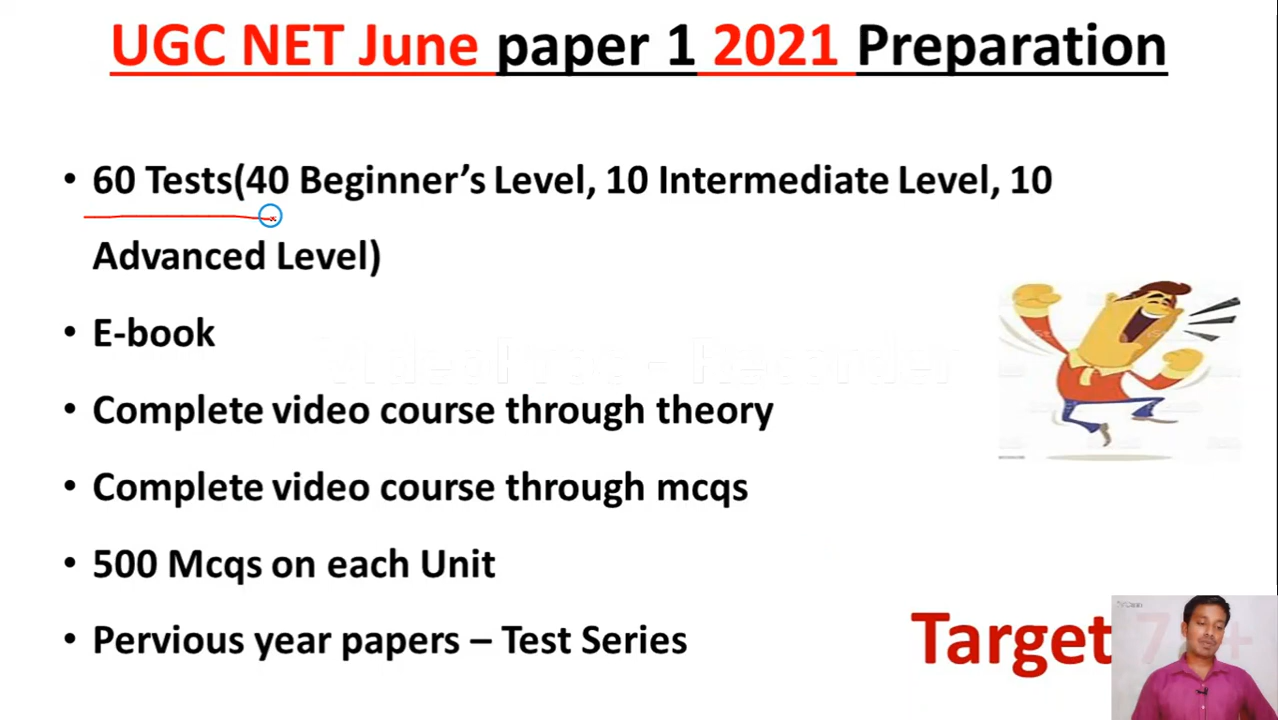 UGC NET June paper 1 2021 Preparation
• 60 Tests(40 Beginner’s Level, 10 Intermediate Level, 10
Advanced Level)
• E-book
VideoProc - Recorder
• Complete video course through theory
• Complete video course through mcqs
• 500 Mcqs on each Unit
• Pervious year papers – Test Series
Target